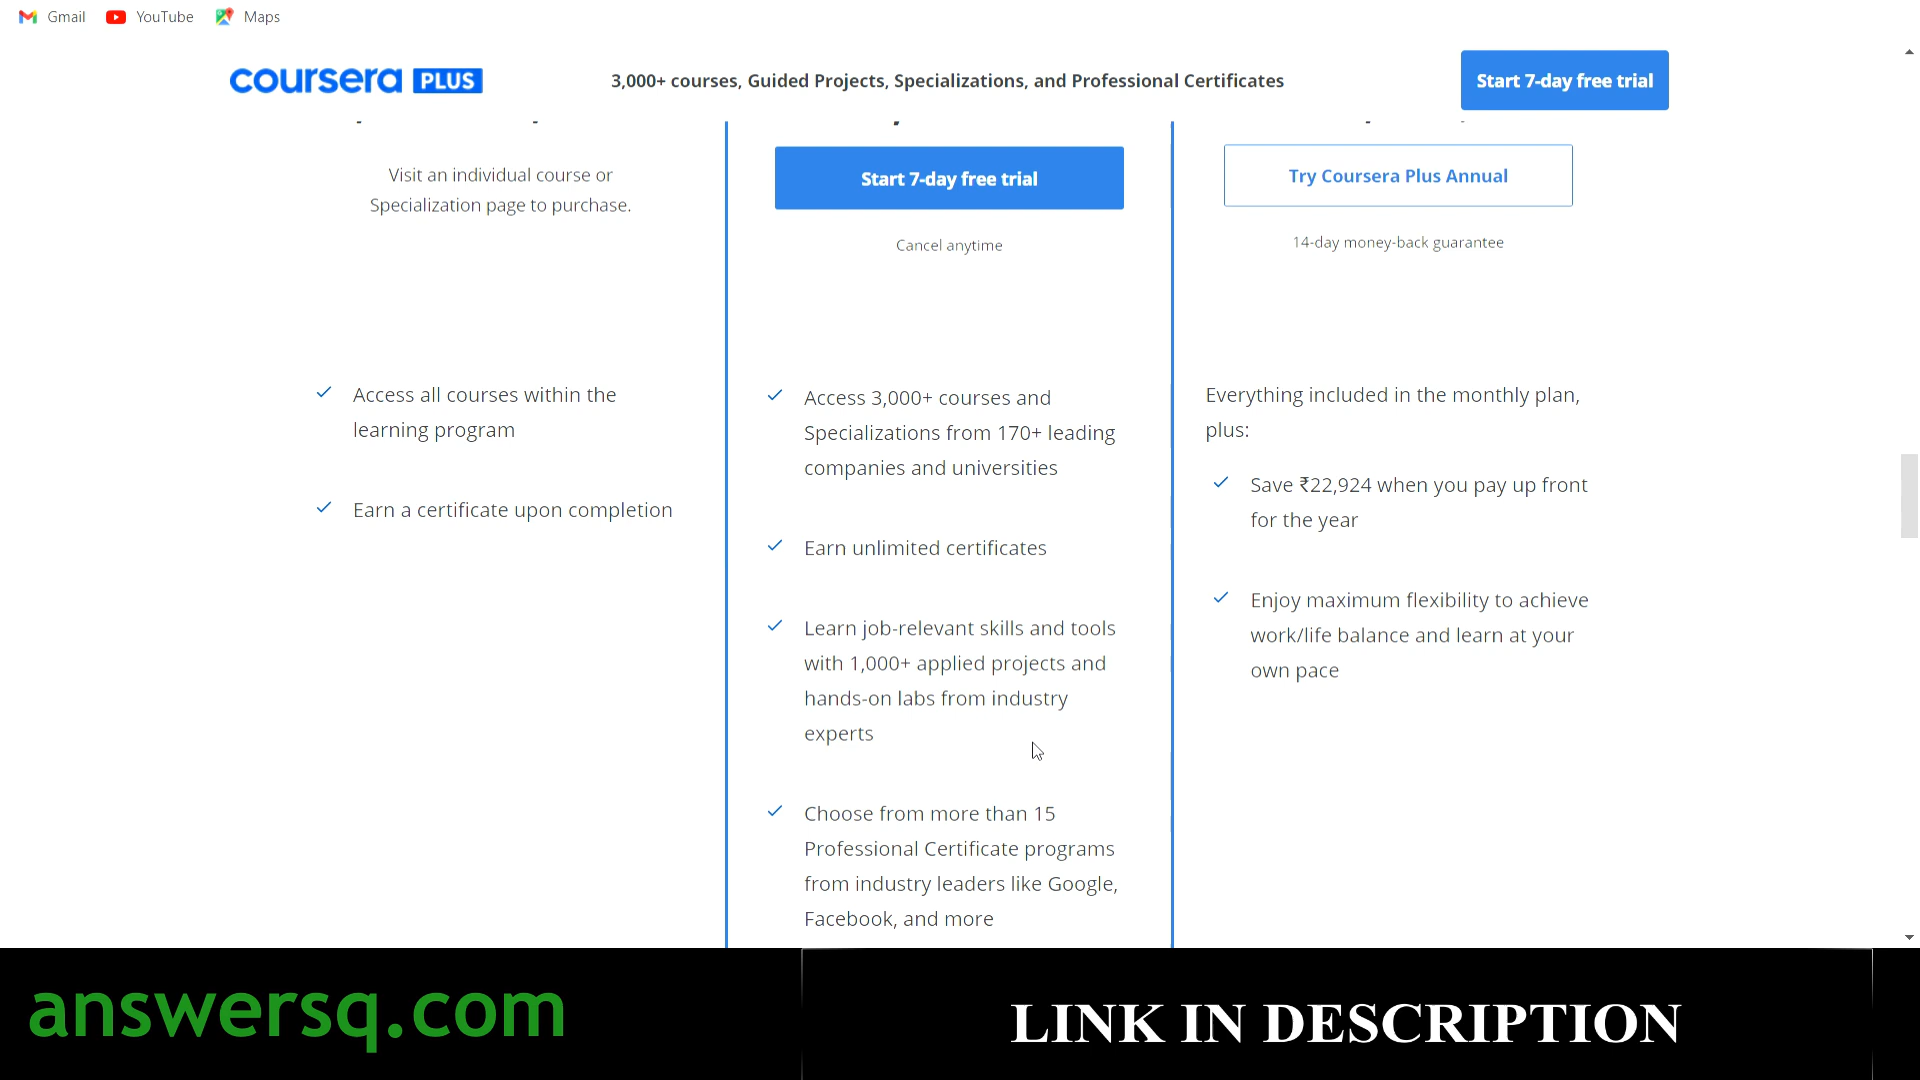 Gmail YouTube Maps
coursera PLUS
3,000+ courses, Guided Projects, Specializations, and Professional Certificates
Start 7-day free trial
Visit an individual course or
Specialization page to purchase.
Access all courses within the
learning program
Earn a certificate upon completion
Start 7-day free trial
Cancel anytime
Access 3,000+ courses and
Specializations from 170+ leading
companies and universities
Earn unlimited certificates
Learn job-relevant skills and tools
with 1,000+ applied projects and
hands-on labs from industry
experts
Choose from more than 15
Professional Certificate programs
from industry leaders like Google,
Facebook, and more
Try Coursera Plus Annual
14-day money-back guarantee
Everything included in the monthly plan,
plus:
Save ₹22,924 when you pay up front
for the year
Enjoy maximum flexibility to achieve
work/life balance and learn at your
own pace
answersq.com
LINK IN DESCRIPTION